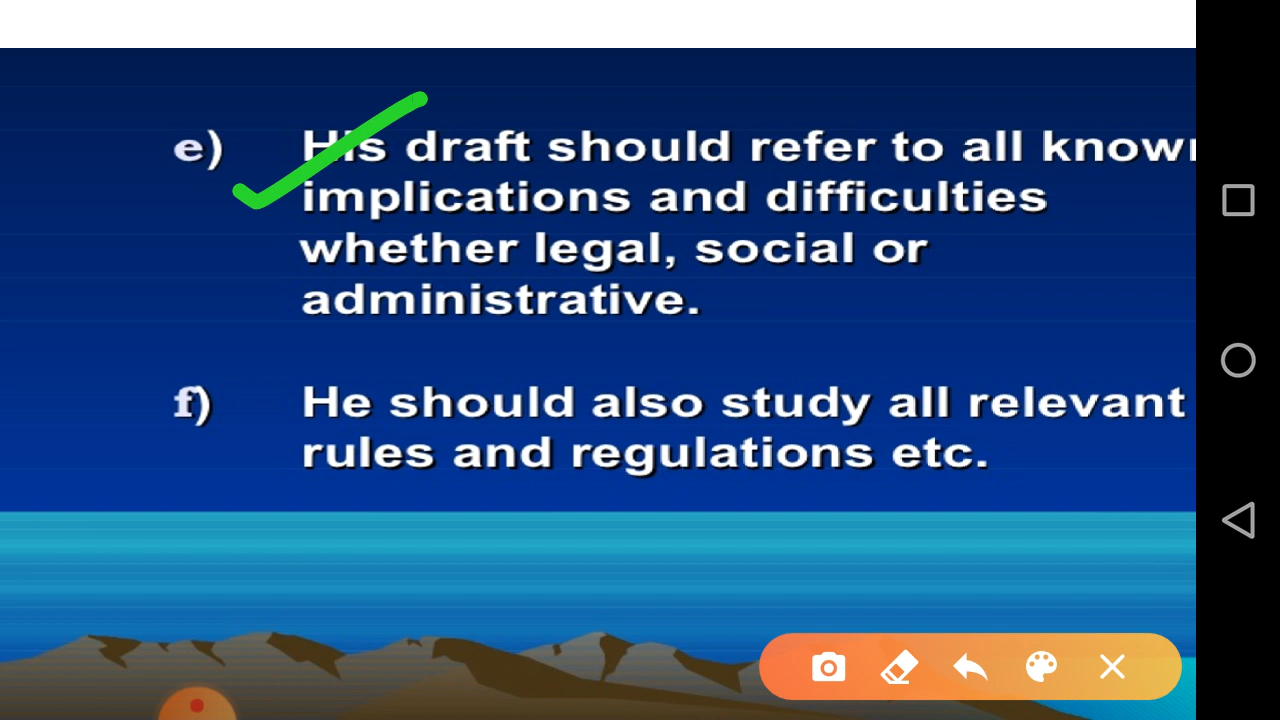 e) His draft should refer to all known
implications and difficulties
whether legal, social or
administrative.
f) He should also study all relevant
rules and regulations etc.